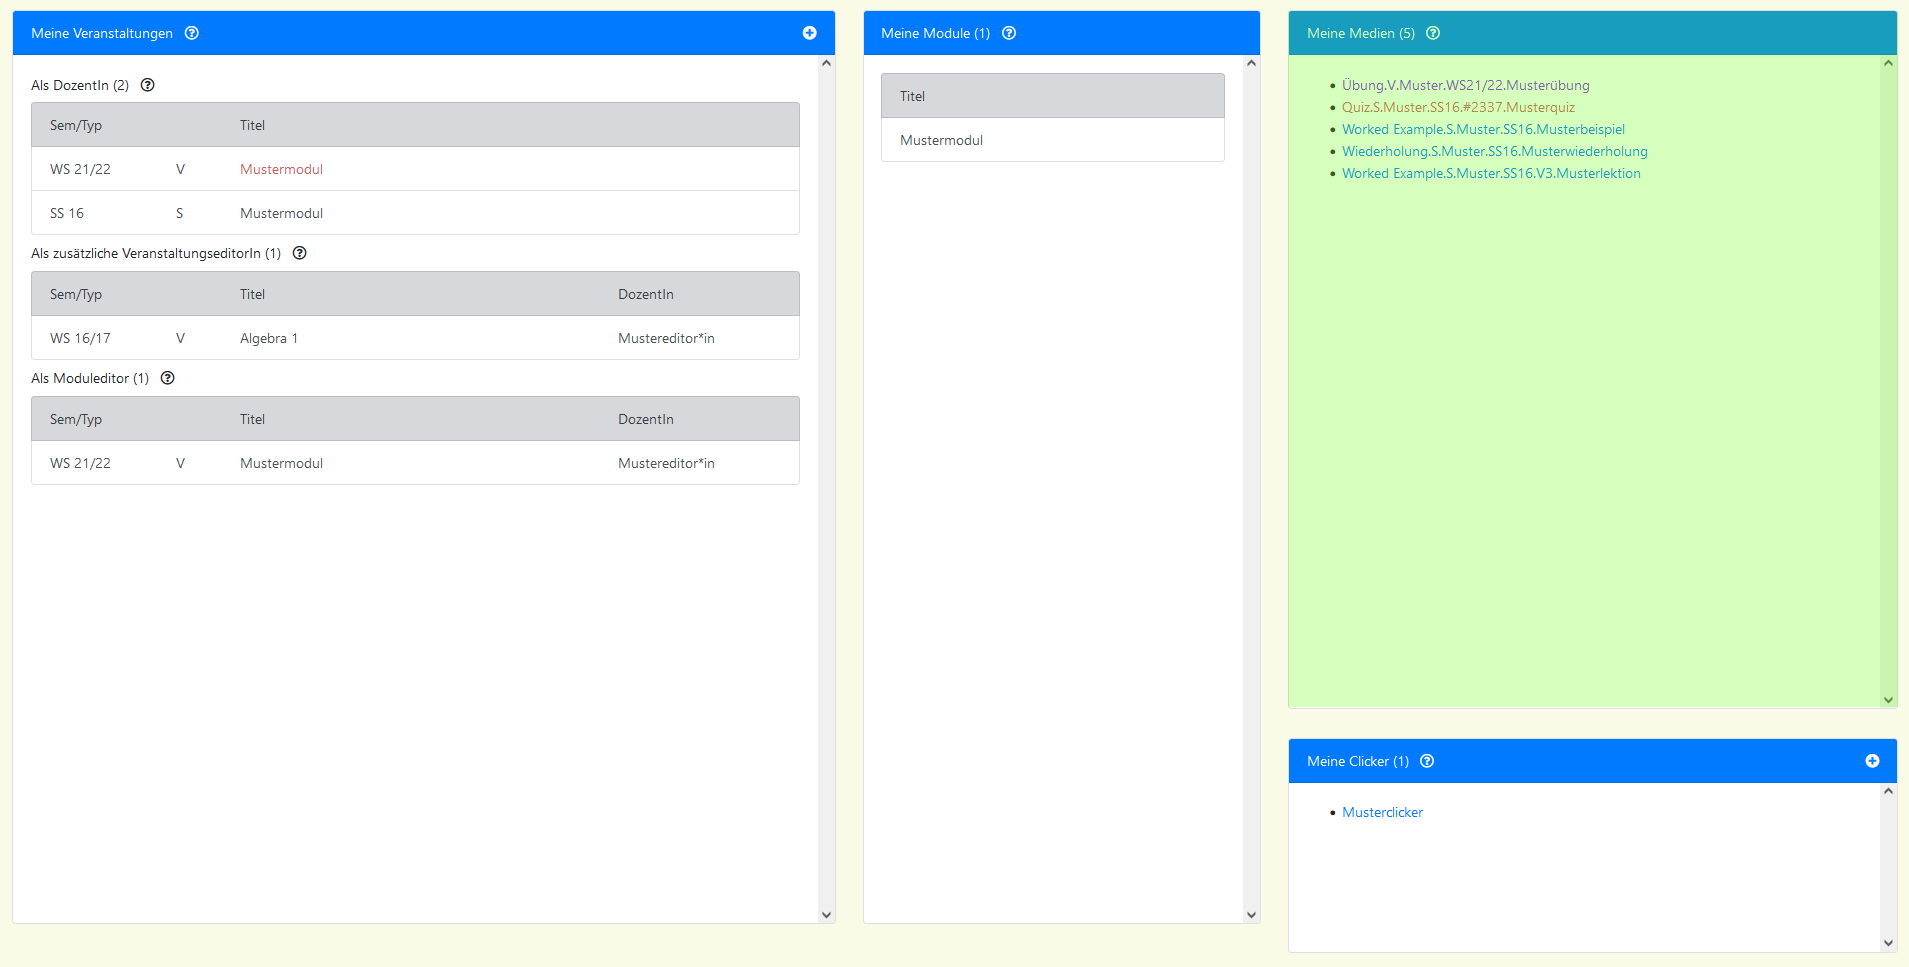 Meine Veranstaltungen
Als DozentIn (2)
Sem/Typ Titel
WS 21/22 V Mustermodul
SS 16 S Mustermodul
Als zusätzliche VeranstaltungseditorIn (1)
Sem/Typ Titel DozentIn
WS 16/17 V Algebra 1 Mustereditor*in
Als Moduleditor (1)
Sem/Typ Titel DozentIn
WS 21/22 V Mustermodul Mustereditor*in
Meine Module (1)
Titel
Mustermodul
Meine Medien (5)
Übung.V.Muster.WS21/22.Musterübung
Quiz.S.Muster.SS16.#2337.Musterquiz
Worked Example.S.Muster.SS16.Musterbeispiel
Wiederholung.S.Muster.SS16.Musterwiederholung
Worked Example.S.Muster.SS16.V3.Musterlektion
Meine Clicker (1)
Musterclicker